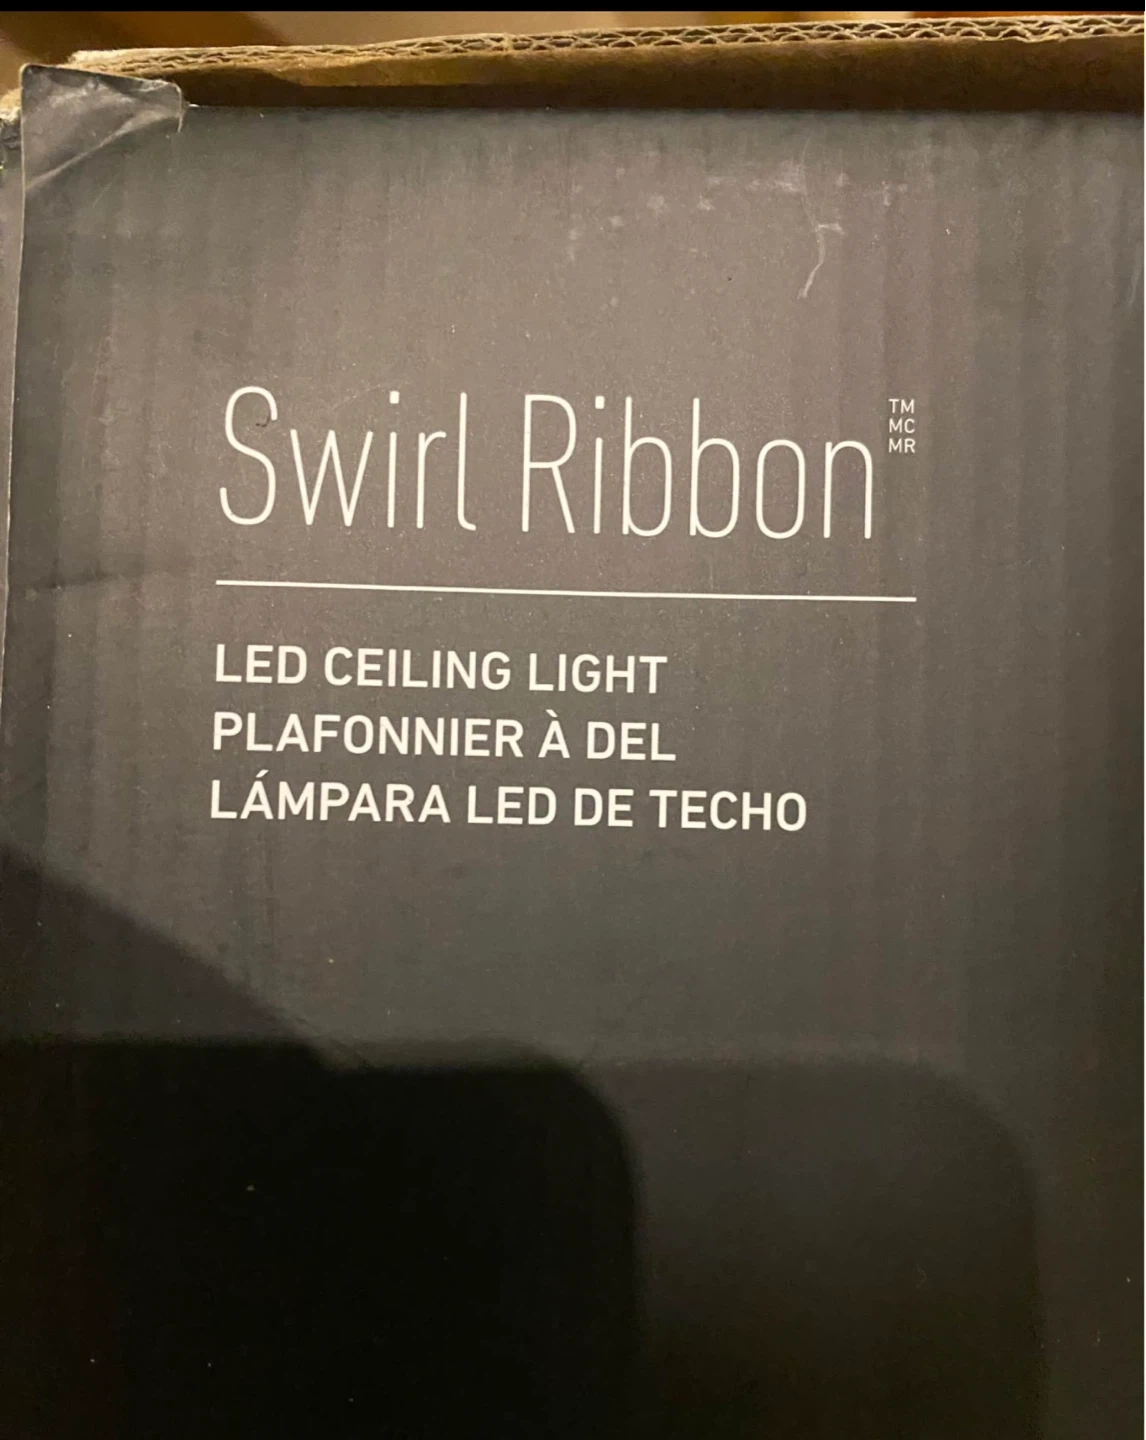 Swirl Ribbon
TM
MC
MR
LED CEILING LIGHT
PLAFONNIER À DEL
LÁMPARA LED DE TECHO